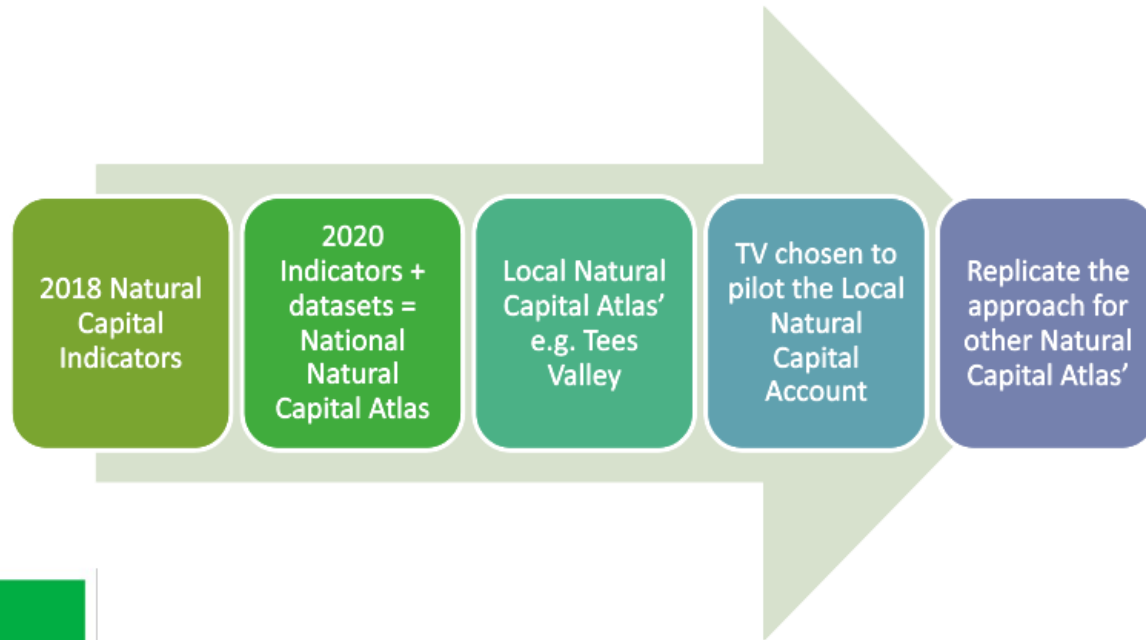 2018 Natural
Capital
Indicators
2020
Indicators +
datasets =
National
Natural
Capital Atlas
Local Natural
Capital Atlas’
e.g. Tees
Valley
TV chosen to
pilot the Local
Natural
Capital
Account
Replicate the
approach for
other Natural
Capital Atlas’